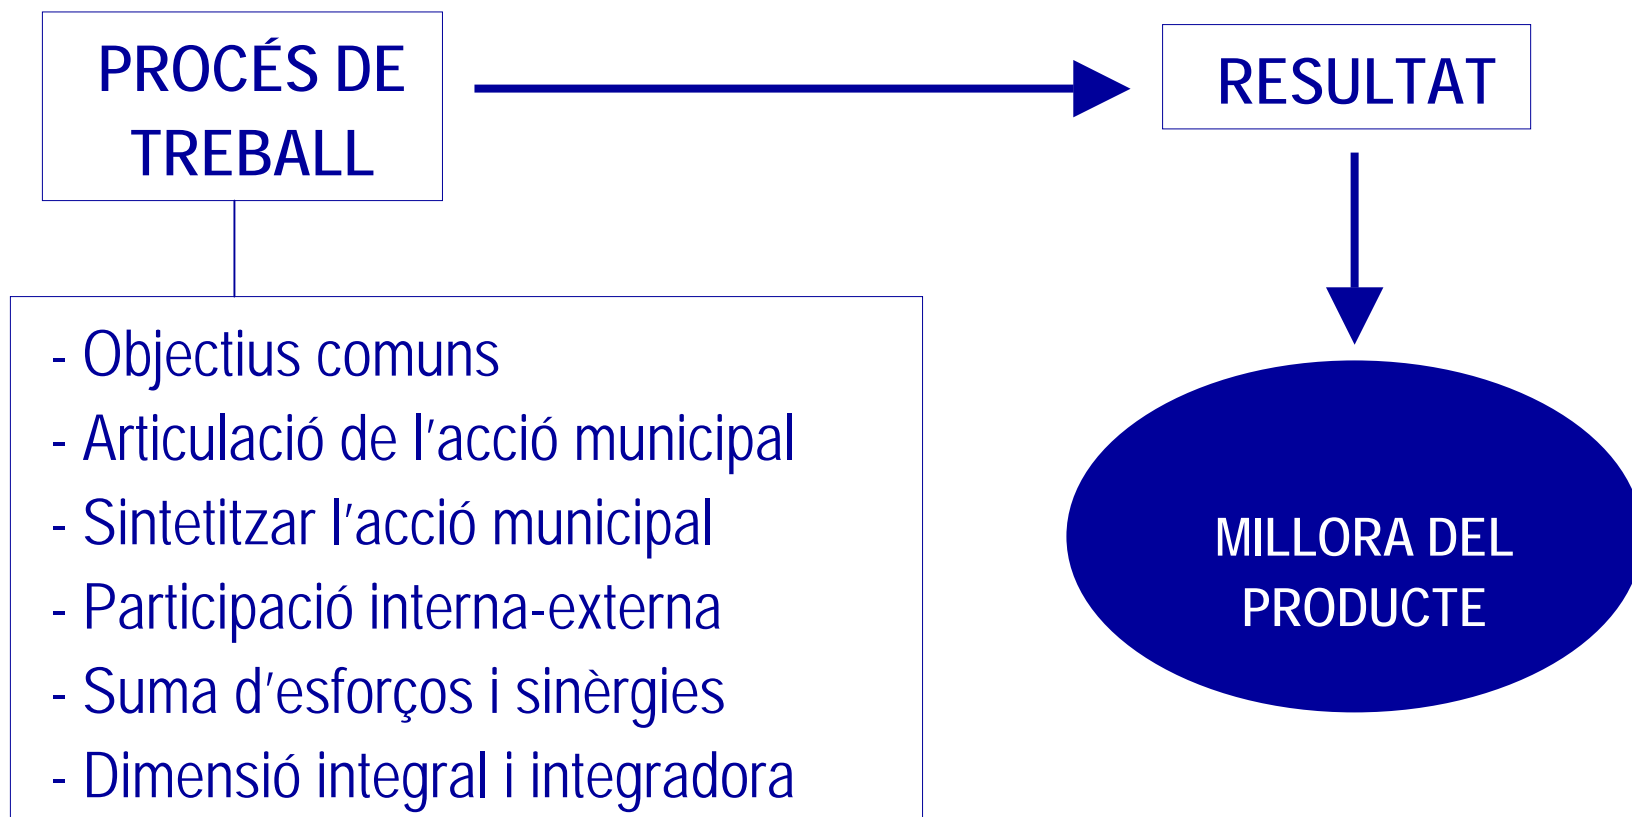 PROCÉS DE
TREBALL
RESULTAT
- Objectius comuns
- Articulació de l'acció municipal
- Sintetitzar l'acció municipal
- Participació interna-externa
- Suma d'esforços i sinèrgies
- Dimensió integral i integradora
MILLORA DEL
PRODUCTE